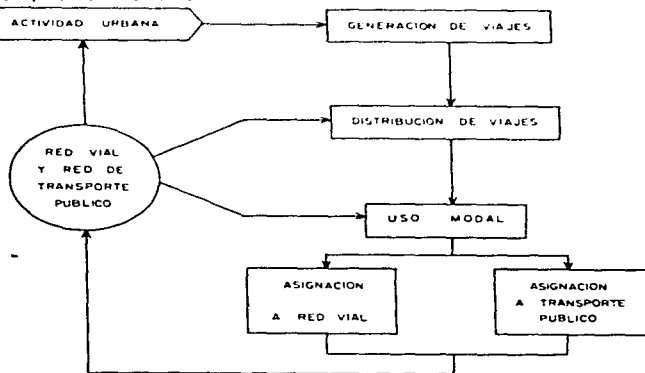 ACTIVIDAD URBANA
GENERACION DE VIAJES
DISTRIBUCION DE VIAJES
RED VIAL
Y RED DE
TRANSPORTE
PUBLICO
USO MODAL
ASIGNACION
A RED VIAL
ASIGNACION
A TRANSPORTE
PUBLICO